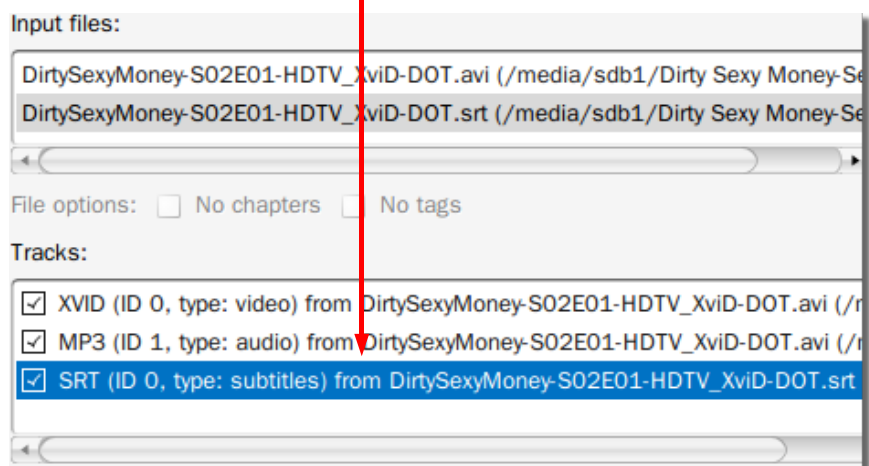 Input files:
DirtySexyMoney-S02E01-HDTV_XviD-DOT.avi (/media/sdb1/Dirty Sexy Money-Se
DirtySexyMoney-S02E01-HDTV_XviD-DOT.srt (/media/sdb1/Dirty Sexy Money-Se
File options: No chapters No tags
Tracks:
XVID (ID 0, type: video) from DirtySexyMoney-S02E01-HDTV_XviD-DOT.avi (/
MP3 (ID 1, type: audio) from DirtySexyMoney-S02E01-HDTV_XviD-DOT.avi (/
SRT (ID 0, type: subtitles) from DirtySexyMoney-S02E01-HDTV_XviD-DOT.srt